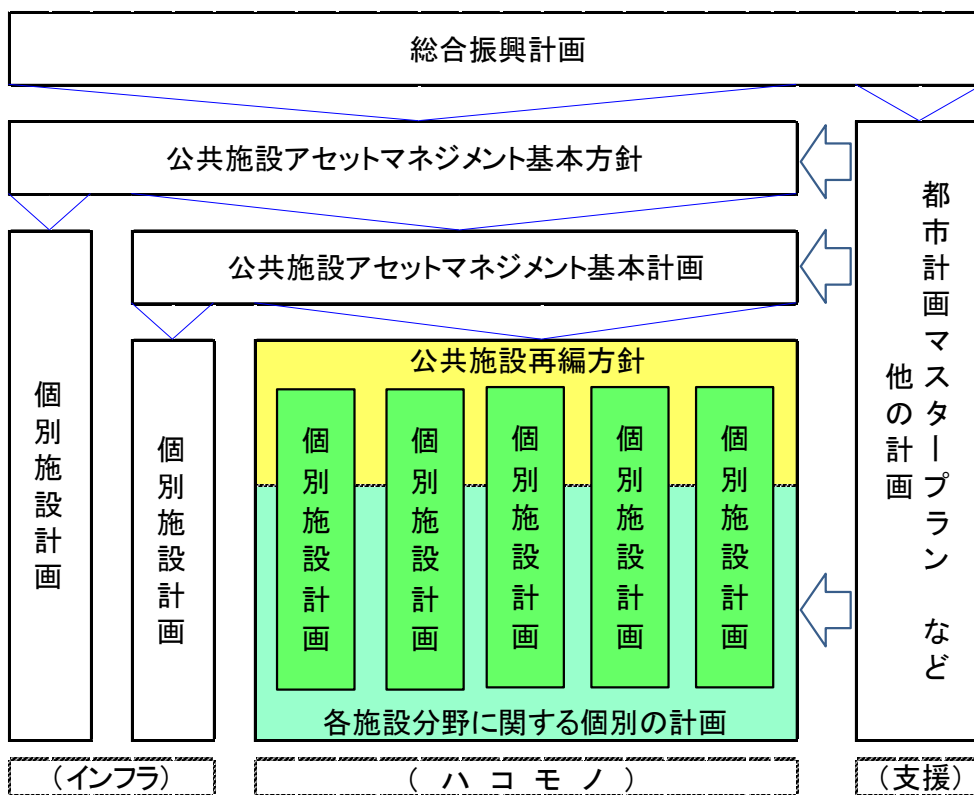 総合振興計画
公共施設アセットマネジメント基本方針
公共施設アセットマネジメント基本計画
個別施設計画
個別施設計画
公共施設再編方針
個別施設計画
個別施設計画
個別施設計画
個別施設計画
個別施設計画
各施設分野に関する個別の計画
都市計画マスタープラン など
他の計画
（インフラ）
（ハコモノ）
（支援）